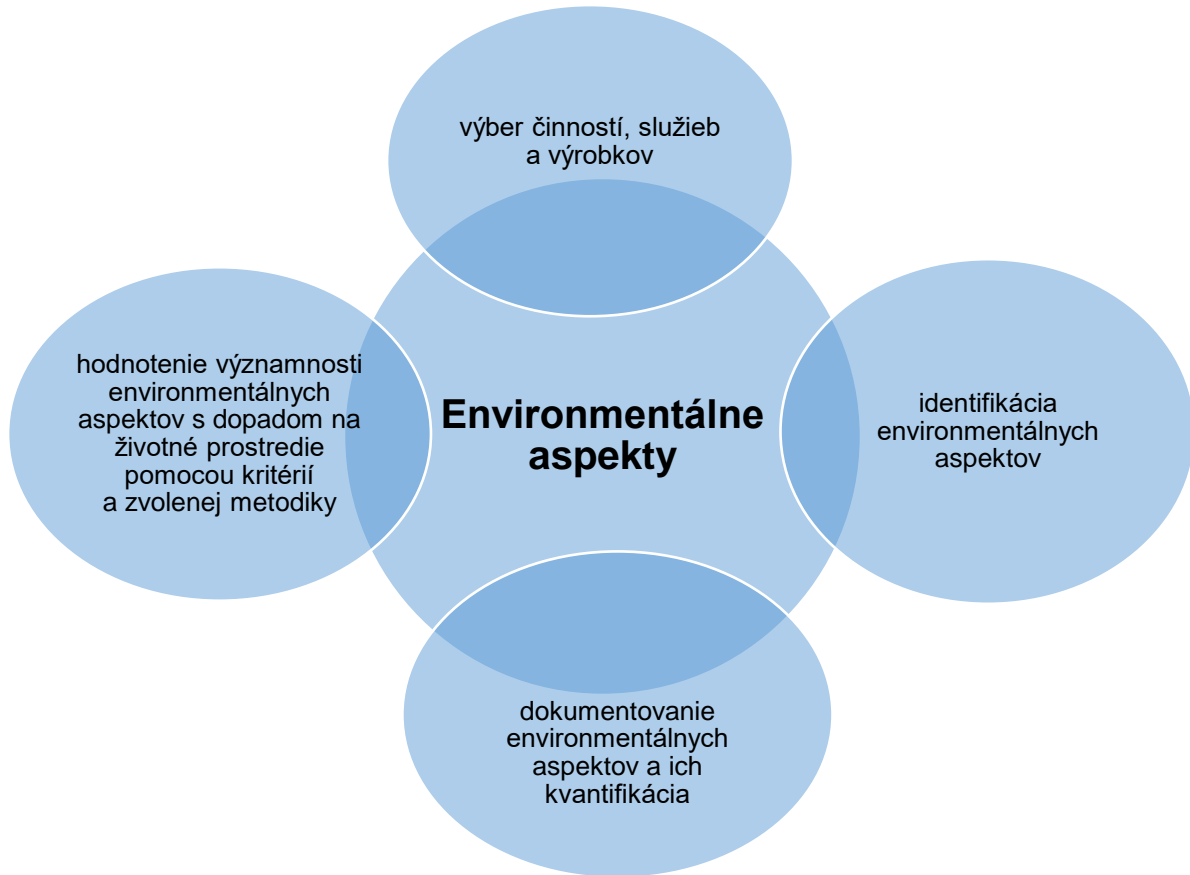 výber činností, služieb
a výrobkov
hodnotenie významnosti
environmentálnych
aspektov s dopadom na
životné prostredie
pomocou kritérií
a zvolenej metodiky
Environmentálne
aspekty
identifikácia
environmentálnych
aspektov
dokumentovanie
environmentálnych
aspektov a ich
kvantifikácia